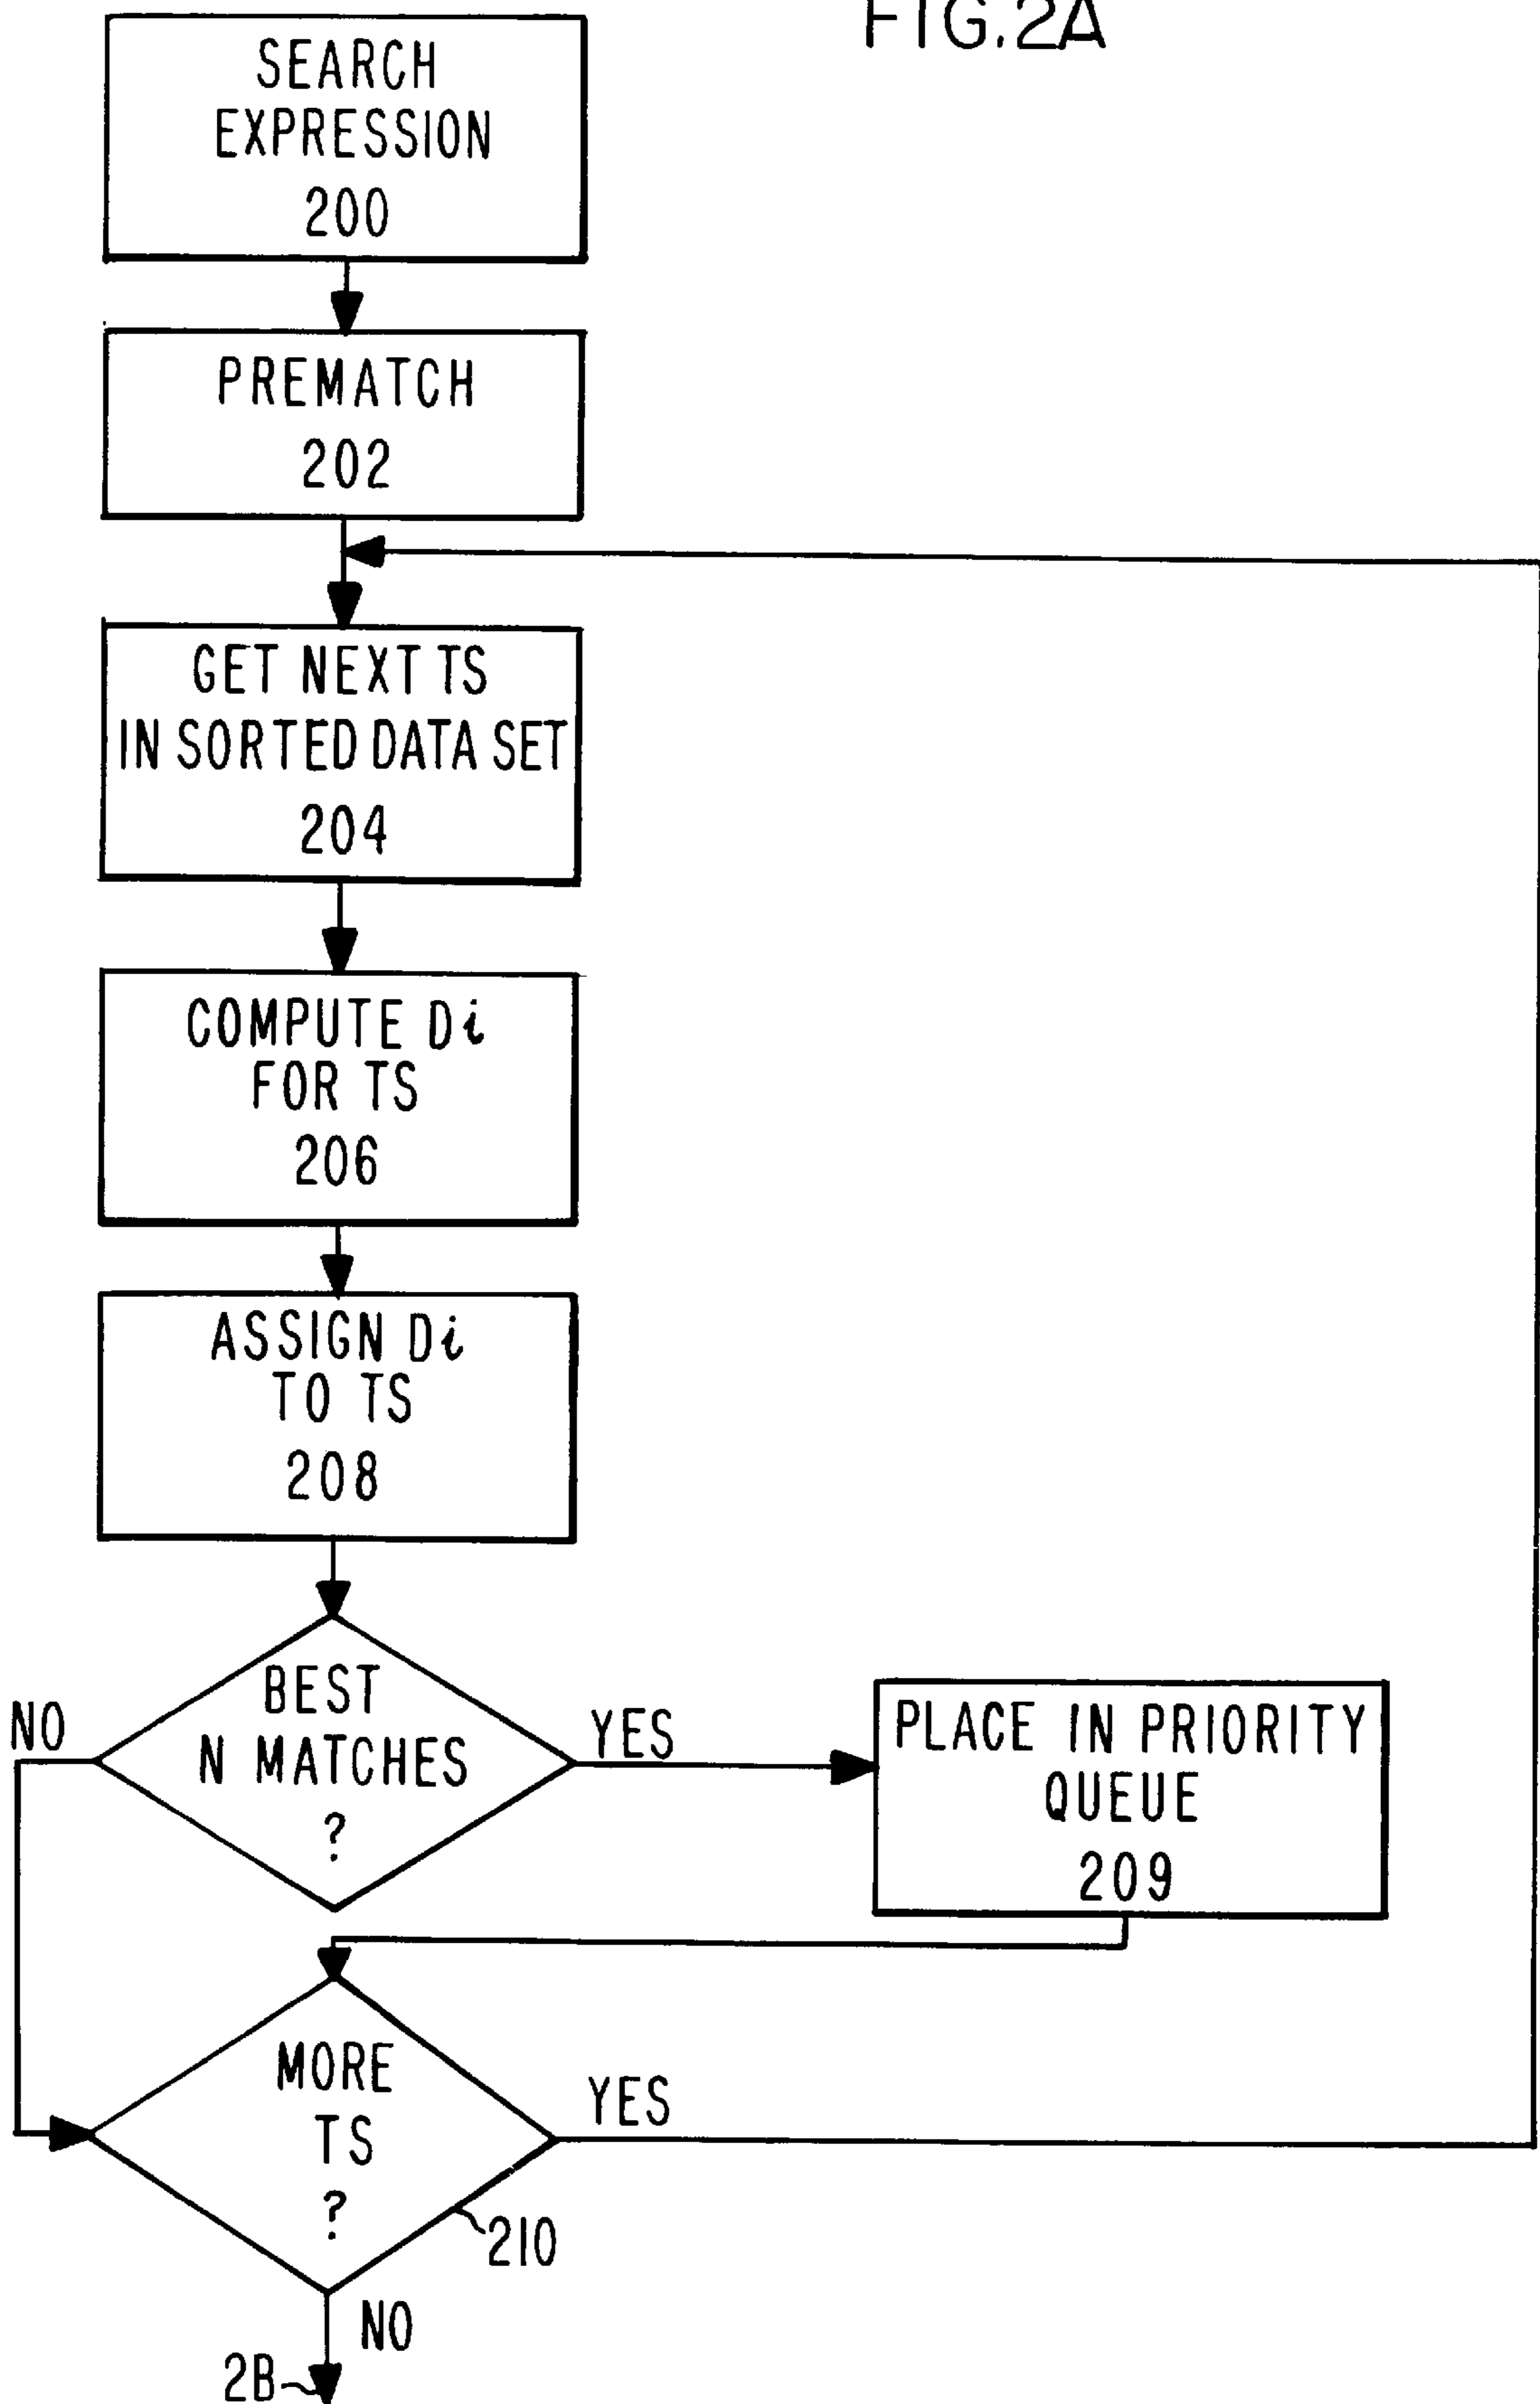 FIG.2A
SEARCH
EXPRESSION
200
PREMATCH
202
GET NEXT TS
IN SORTED DATA SET
204
COMPUTE Di
FOR TS
206
ASSIGN Di
TO TS
208
BEST
N MATCHES
?
NO
YES
PLACE IN PRIORITY
QUEUE
209
MORE
TS
?
YES
210
NO
2B